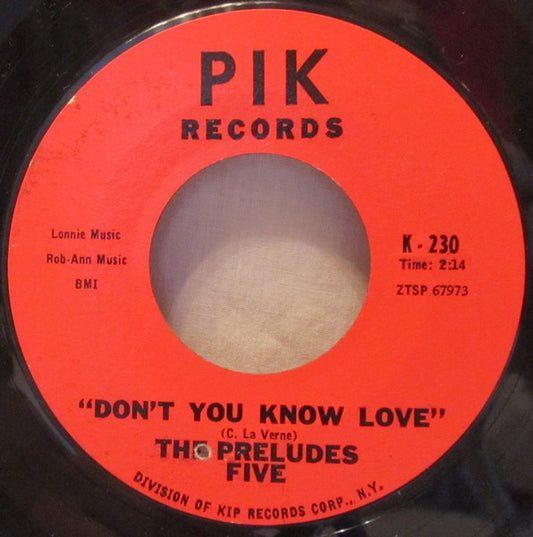 PIK
RECORDS
Lonnie Music
Rob-Ann Music
BMI
K - 230
Time: 2:14
ZTSP 67973
"DON'T YOU KNOW LOVE"
(C. La Verne)
THE PRELUDES
FIVE
DIVISION OF KIP RECORDS CORP., N.Y.